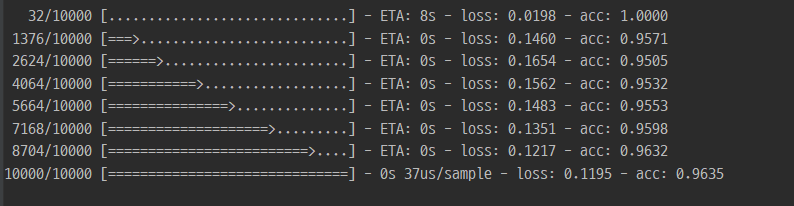 32/10000 [..............................] - ETA: 8s - loss: 0.0198 - acc: 1.0000
1376/10000 [===>..........................] - ETA: 0s - loss: 0.1460 - acc: 0.9571
2624/10000 [======>.......................] - ETA: 0s - loss: 0.1654 - acc: 0.9505
4064/10000 [===========>..................] - ETA: 0s - loss: 0.1562 - acc: 0.9532
5664/10000 [===============>..............] - ETA: 0s - loss: 0.1483 - acc: 0.9553
7168/10000 [====================>.........] - ETA: 0s - loss: 0.1351 - acc: 0.9598
8704/10000 [=========================>....] - ETA: 0s - loss: 0.1217 - acc: 0.9632
10000/10000 [==============================] - 0s 37us/sample - loss: 0.1195 - acc: 0.9635